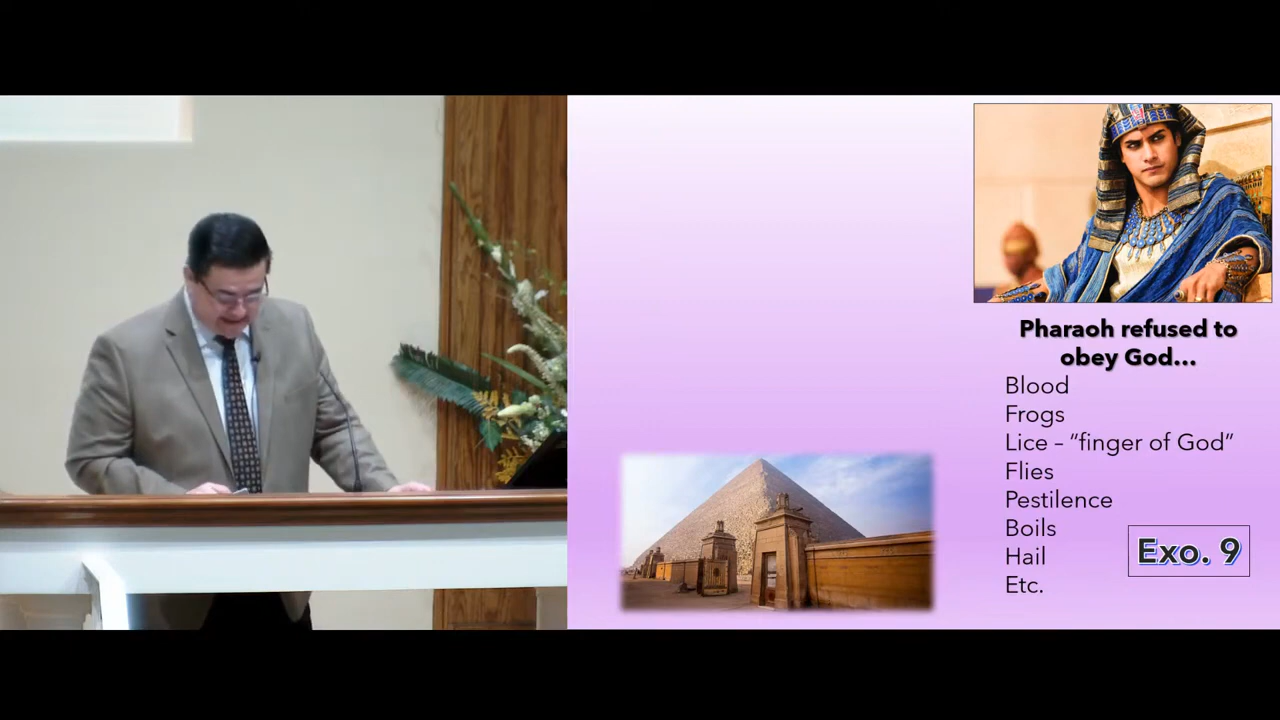 Pharaoh refused to
obey God...
Blood
Frogs
Lice – "finger of God"
Flies
Pestilence
Boils
Hail
Etc.
Exo. 9